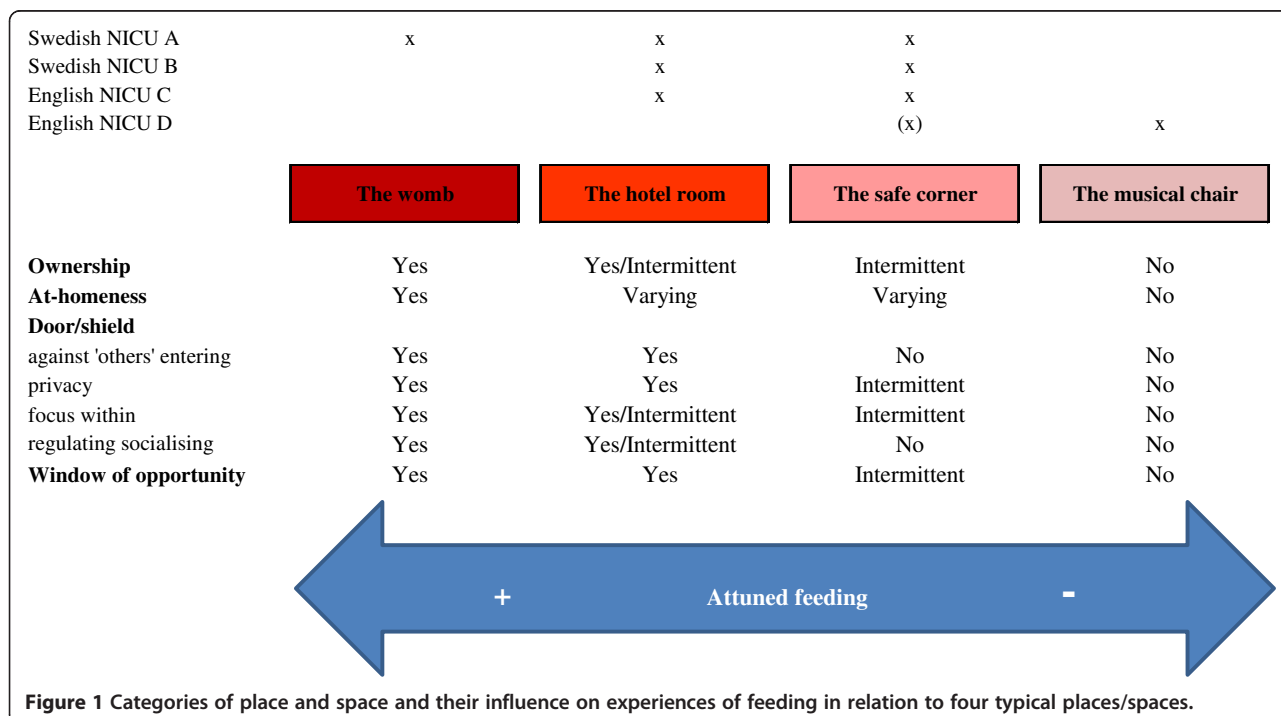 Swedish NICU A x x x
Swedish NICU B x x
English NICU C x x
English NICU D (x) x
The womb The hotel room The safe corner The musical chair
Ownership Yes Yes/Intermittent Intermittent No
At-homeness Yes Varying Varying No
Door/shield
against 'others' entering Yes Yes No No
privacy Yes Yes Intermittent No
focus within Yes Yes/Intermittent Intermittent No
regulating socialising Yes Yes/Intermittent No No
Window of opportunity Yes Yes Intermittent No
+ Attuned feeding -
Figure 1 Categories of place and space and their influence on experiences of feeding in relation to four typical places/spaces.